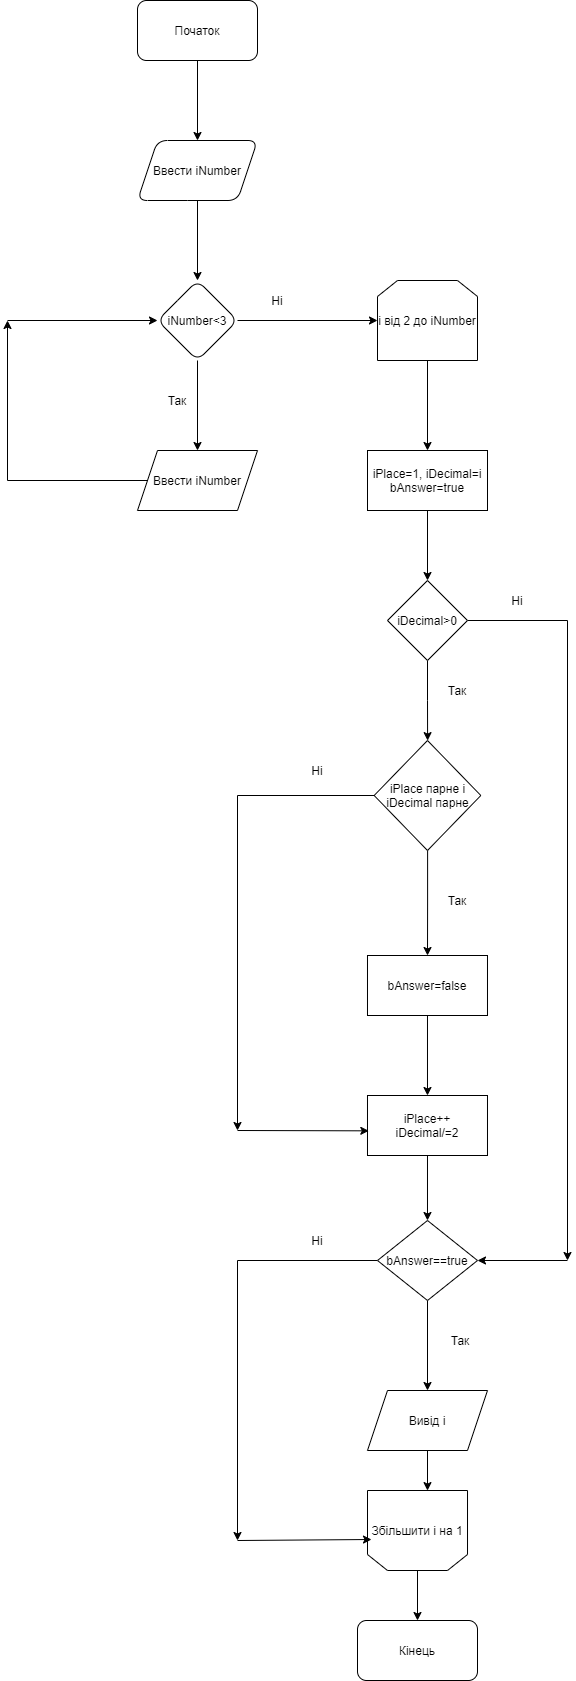 Початок
Ввести iNumber
iNumber<3
Ні
і від 2 до iNumber
Так
Ввести iNumber
iPlace=1, iDecimal=i
bAnswer=true
iDecimal>0
Ні
Так
Ні
iPlace парне і
iDecimal парне
Так
bAnswer=false
iPlace++
iDecimal/=2
Ні
bAnswer==true
Так
Вивід і
Збільшити і на 1
Кінець